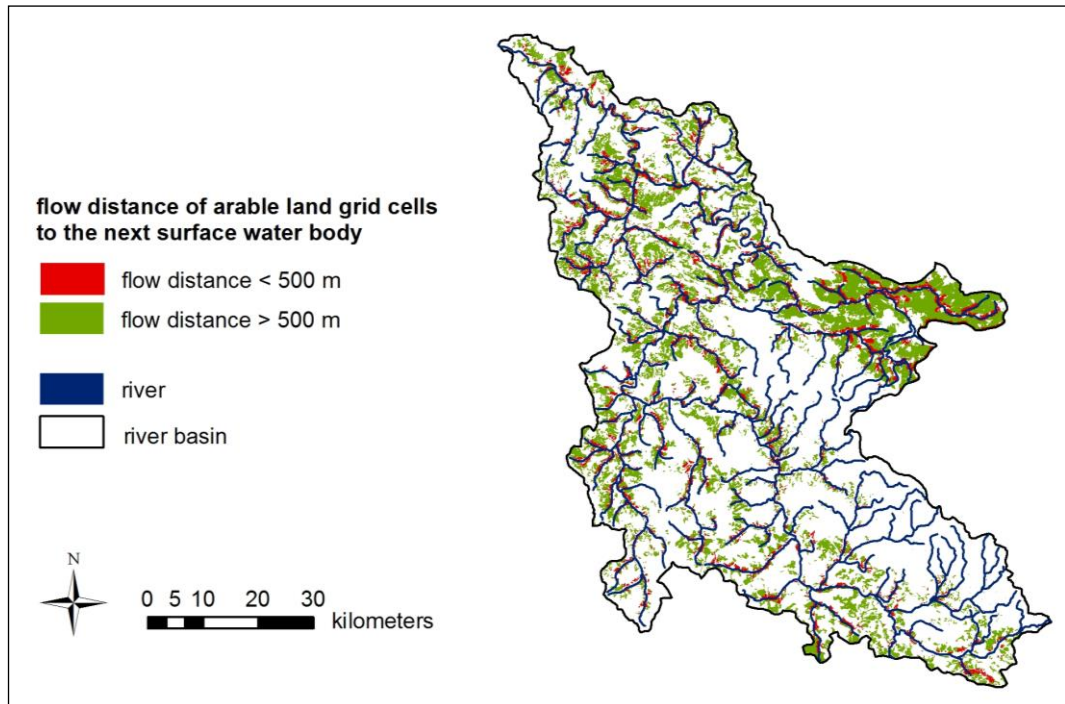 flow distance of arable land grid cells
to the next surface water body
flow distance < 500 m
flow distance > 500 m
river
river basin
N
0 5 10 20 30
kilometers